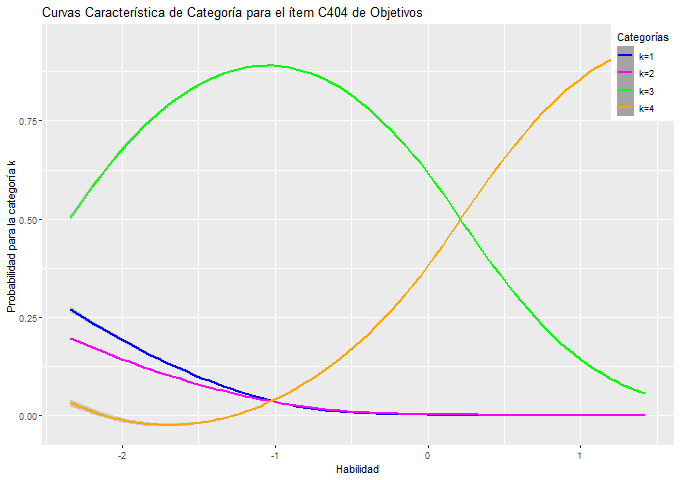 Curvas Característica de Categoría para el ítem C404 de Objetivos
Categorías
k=1
k=2
k=3
k=4
Probabilidad para la categoría k
0.75
0.50
0.25
0.00
-2
-1
0
1
Habilidad